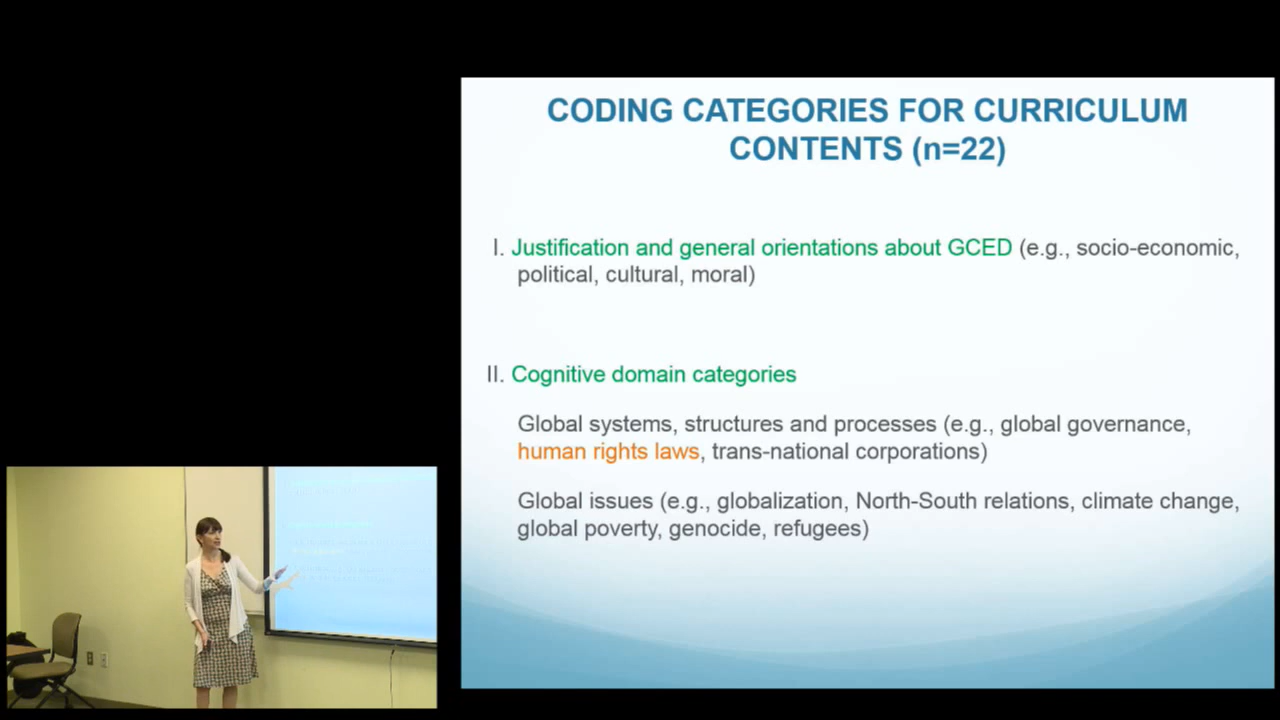 CODING CATEGORIES FOR CURRICULUM
CONTENTS (n=22)
I. Justification and general orientations about GCED (e.g., socio-economic,
political, cultural, moral)
II. Cognitive domain categories
Global systems, structures and processes (e.g., global governance,
human rights laws, trans-national corporations)
Global issues (e.g., globalization, North-South relations, climate change,
global poverty, genocide, refugees)